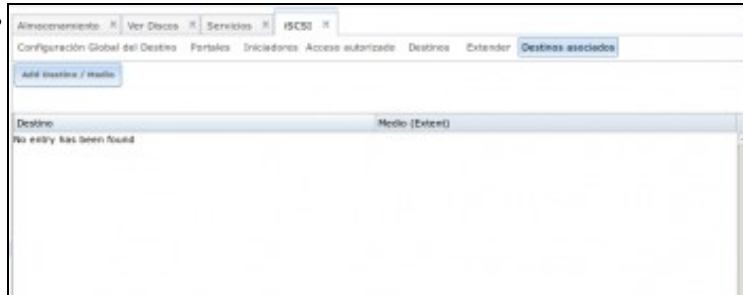 Almacenamiento Ver Discos Servicios iSCSI
Configuración Global del Destino Portales Iniciadores Acceso autorizado Destinos Extender Destinos asociados
Add Destino / Medio
Destino Medio (Extent)
No entry has been found